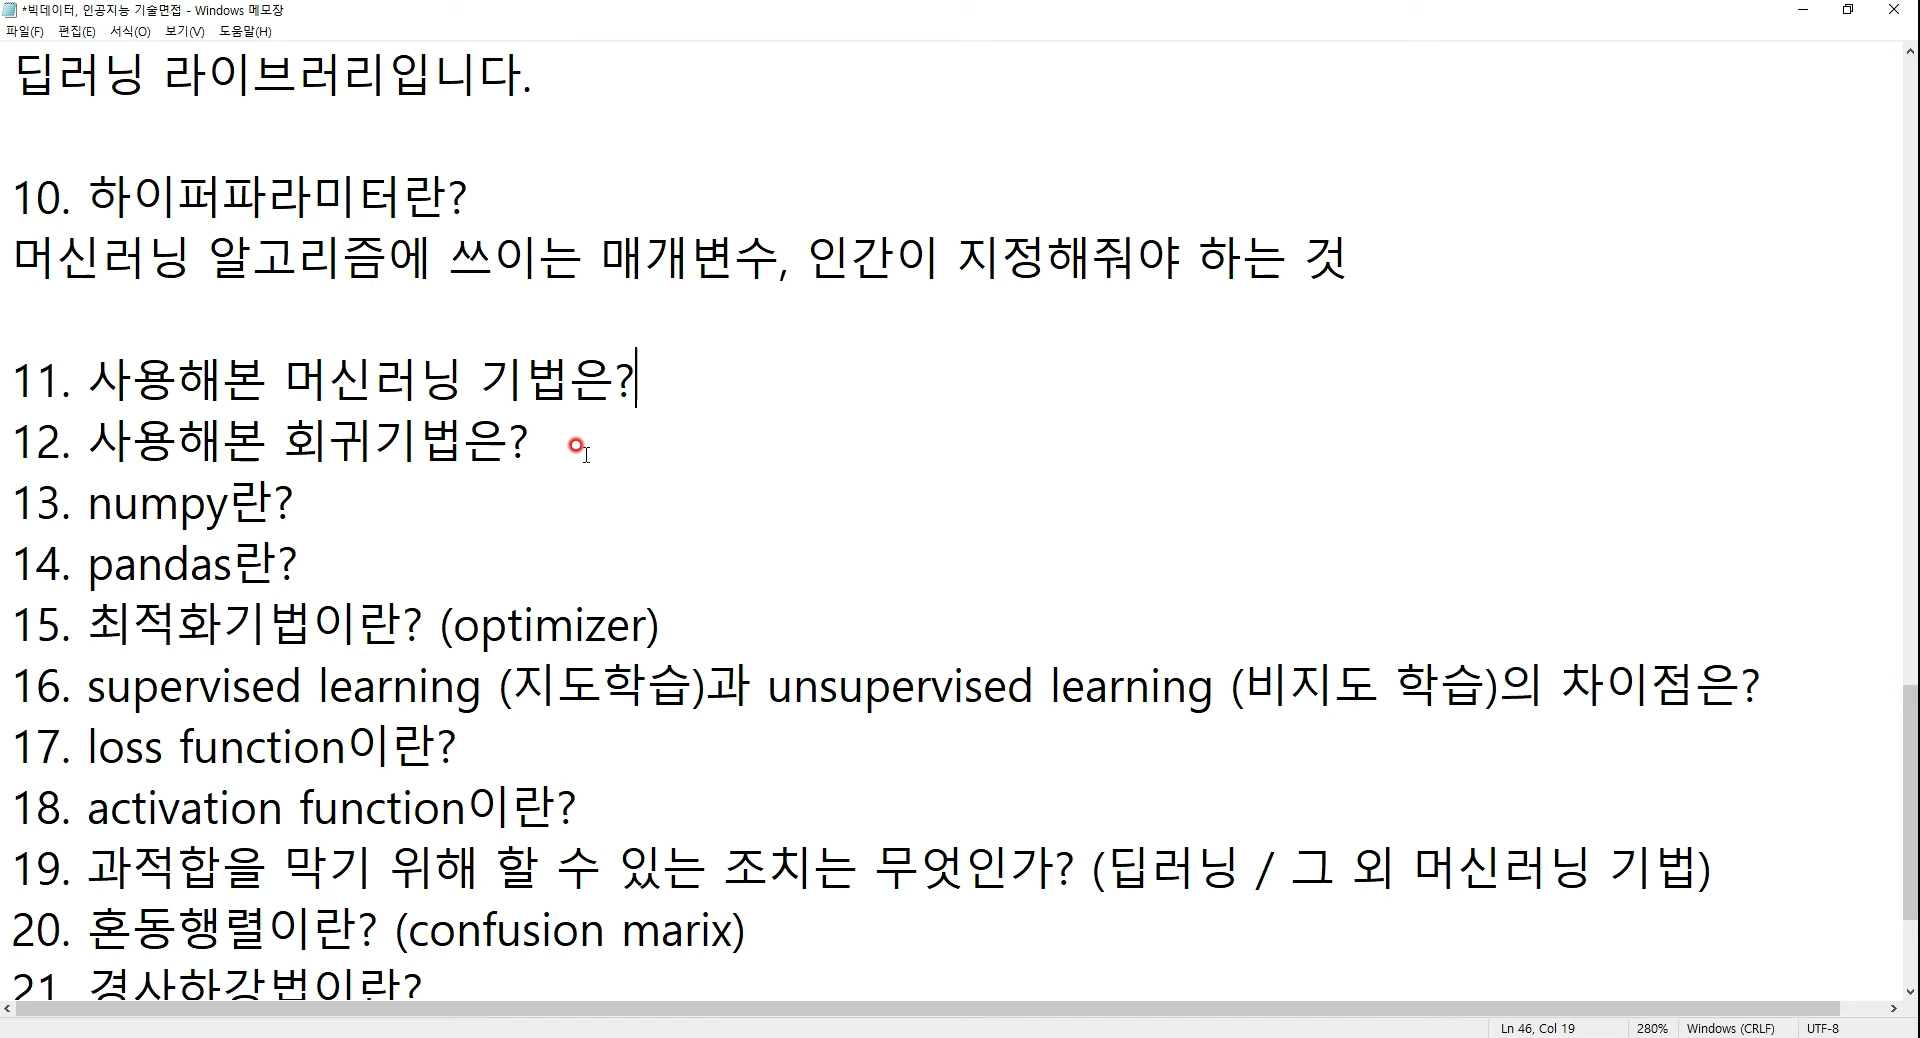 *빅데이터, 인공지능 기술면접 - Windows 메모장
파일(F) 편집(E) 서식(O) 보기(V) 도움말(H)
딥러닝 라이브러리입니다.
10. 하이퍼파라미터란?
머신러닝 알고리즘에 쓰이는 매개변수, 인간이 지정해줘야 하는 것
11. 사용해본 머신러닝 기법은?
12. 사용해본 회귀기법은?
13. numpy란?
14. pandas란?
15. 최적화기법이란? (optimizer)
16. supervised learning (지도학습)과 unsupervised learning (비지도 학습)의 차이점은?
17. loss function이란?
18. activation function이란?
19. 과적합을 막기 위해 할 수 있는 조치는 무엇인가? (딥러닝 / 그 외 머신러닝 기법)
20. 혼동행렬이란? (confusion marix)
21. 경사하강법이란?
Ln 46, Col 19 280% Windows (CRLF) UTF-8